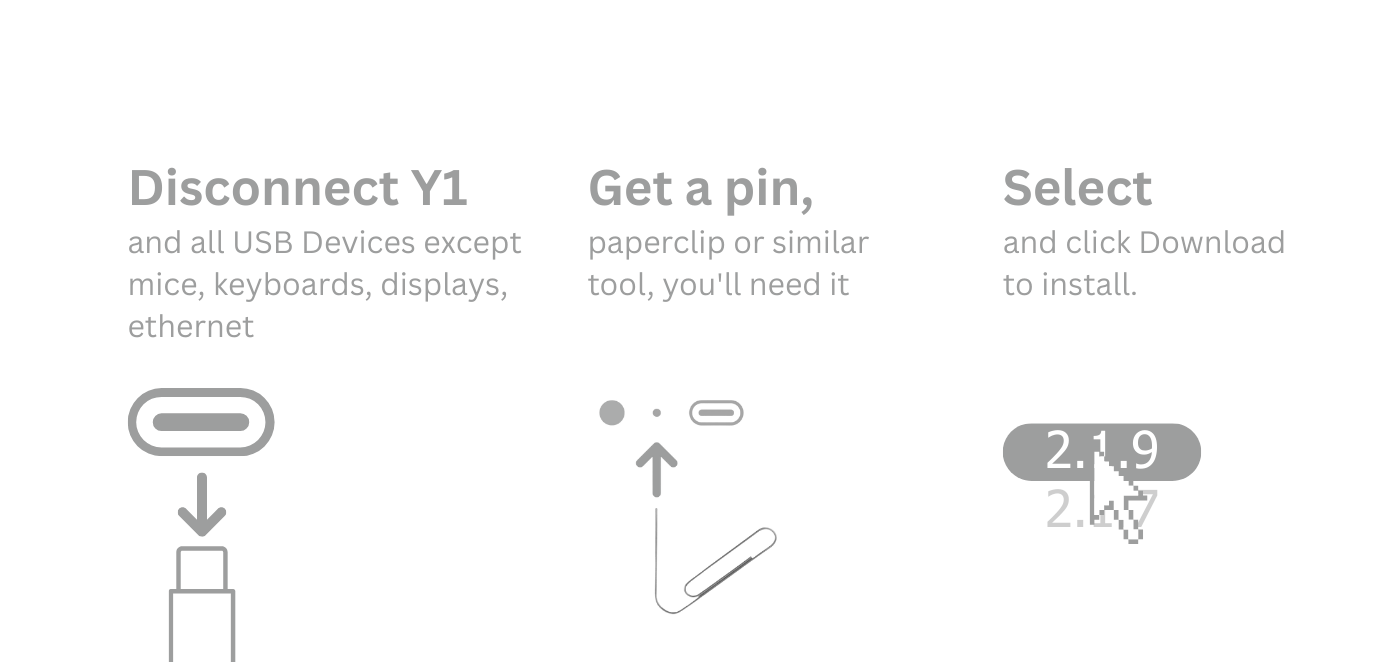 Disconnect Y1
and all USB Devices except
mice, keyboards, displays,
ethernet
Get a pin,
paperclip or similar
tool, you'll need it
Select
and click Download
to install.
2.1.9
2.1.7